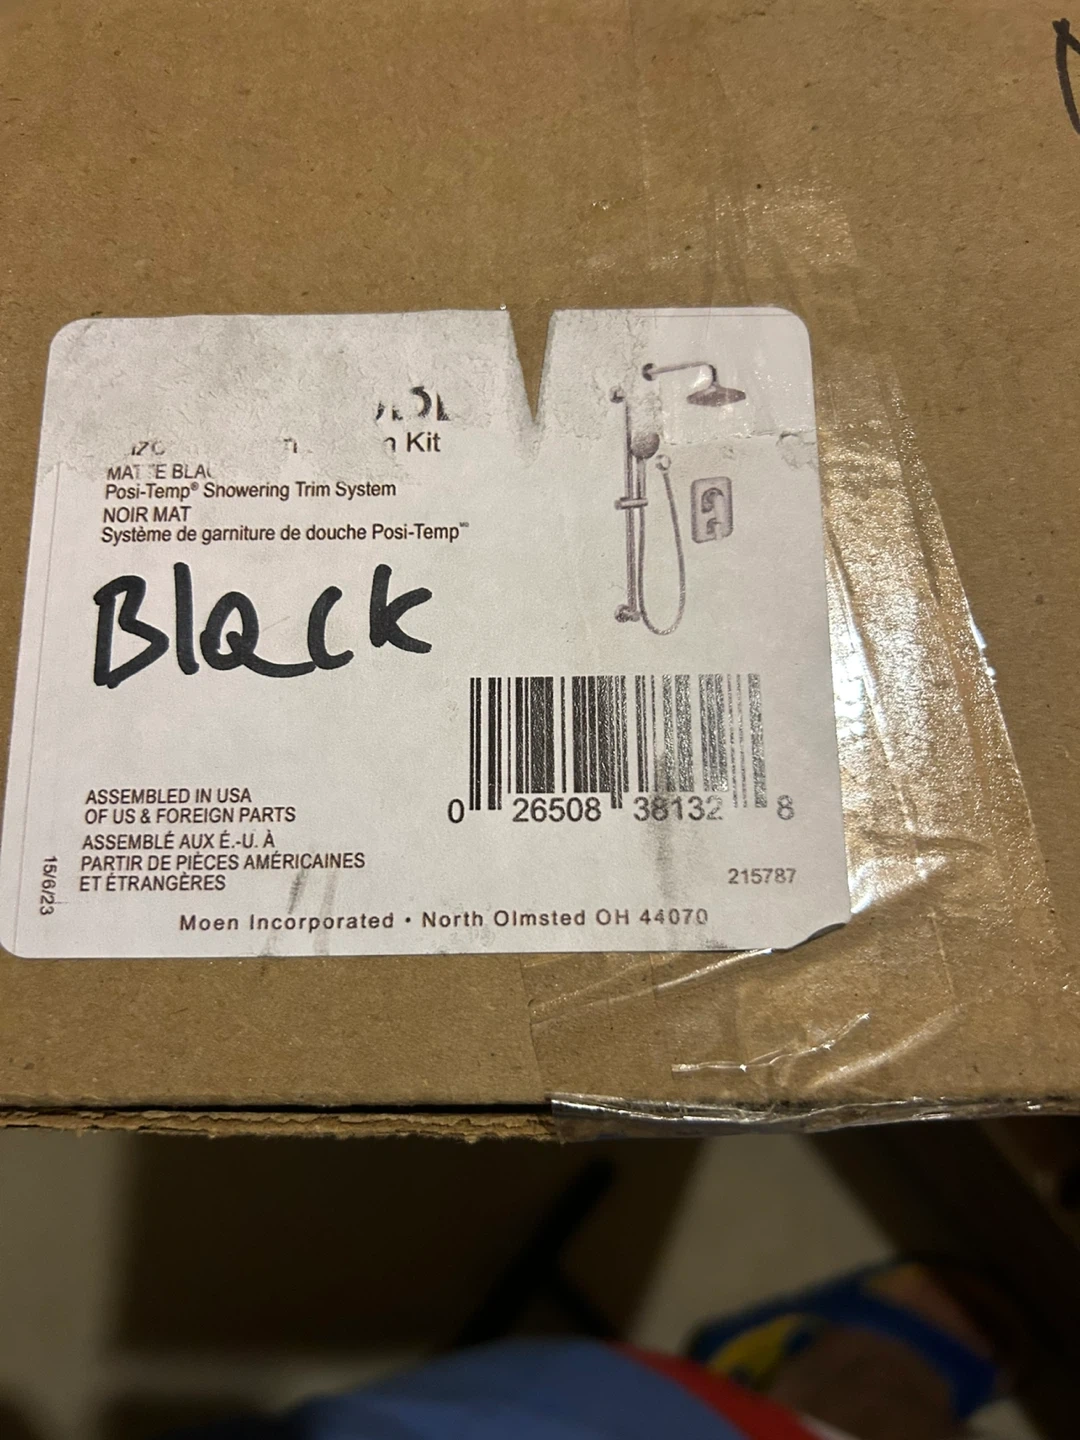 Kit
Posi-Temp® Showering Trim System
NOIR MAT
Système de garniture de douche Posi-Temp
Black
0 26508 38132 8
ASSEMBLED IN USA
OF US & FOREIGN PARTS
ASSEMBLÉ AUX É.-U. À
PARTIR DE PIÈCES AMÉRICAINES
ET ÉTRANGÈRES
15/6/23
215787
Moen Incorporated • North Olmsted OH 44070